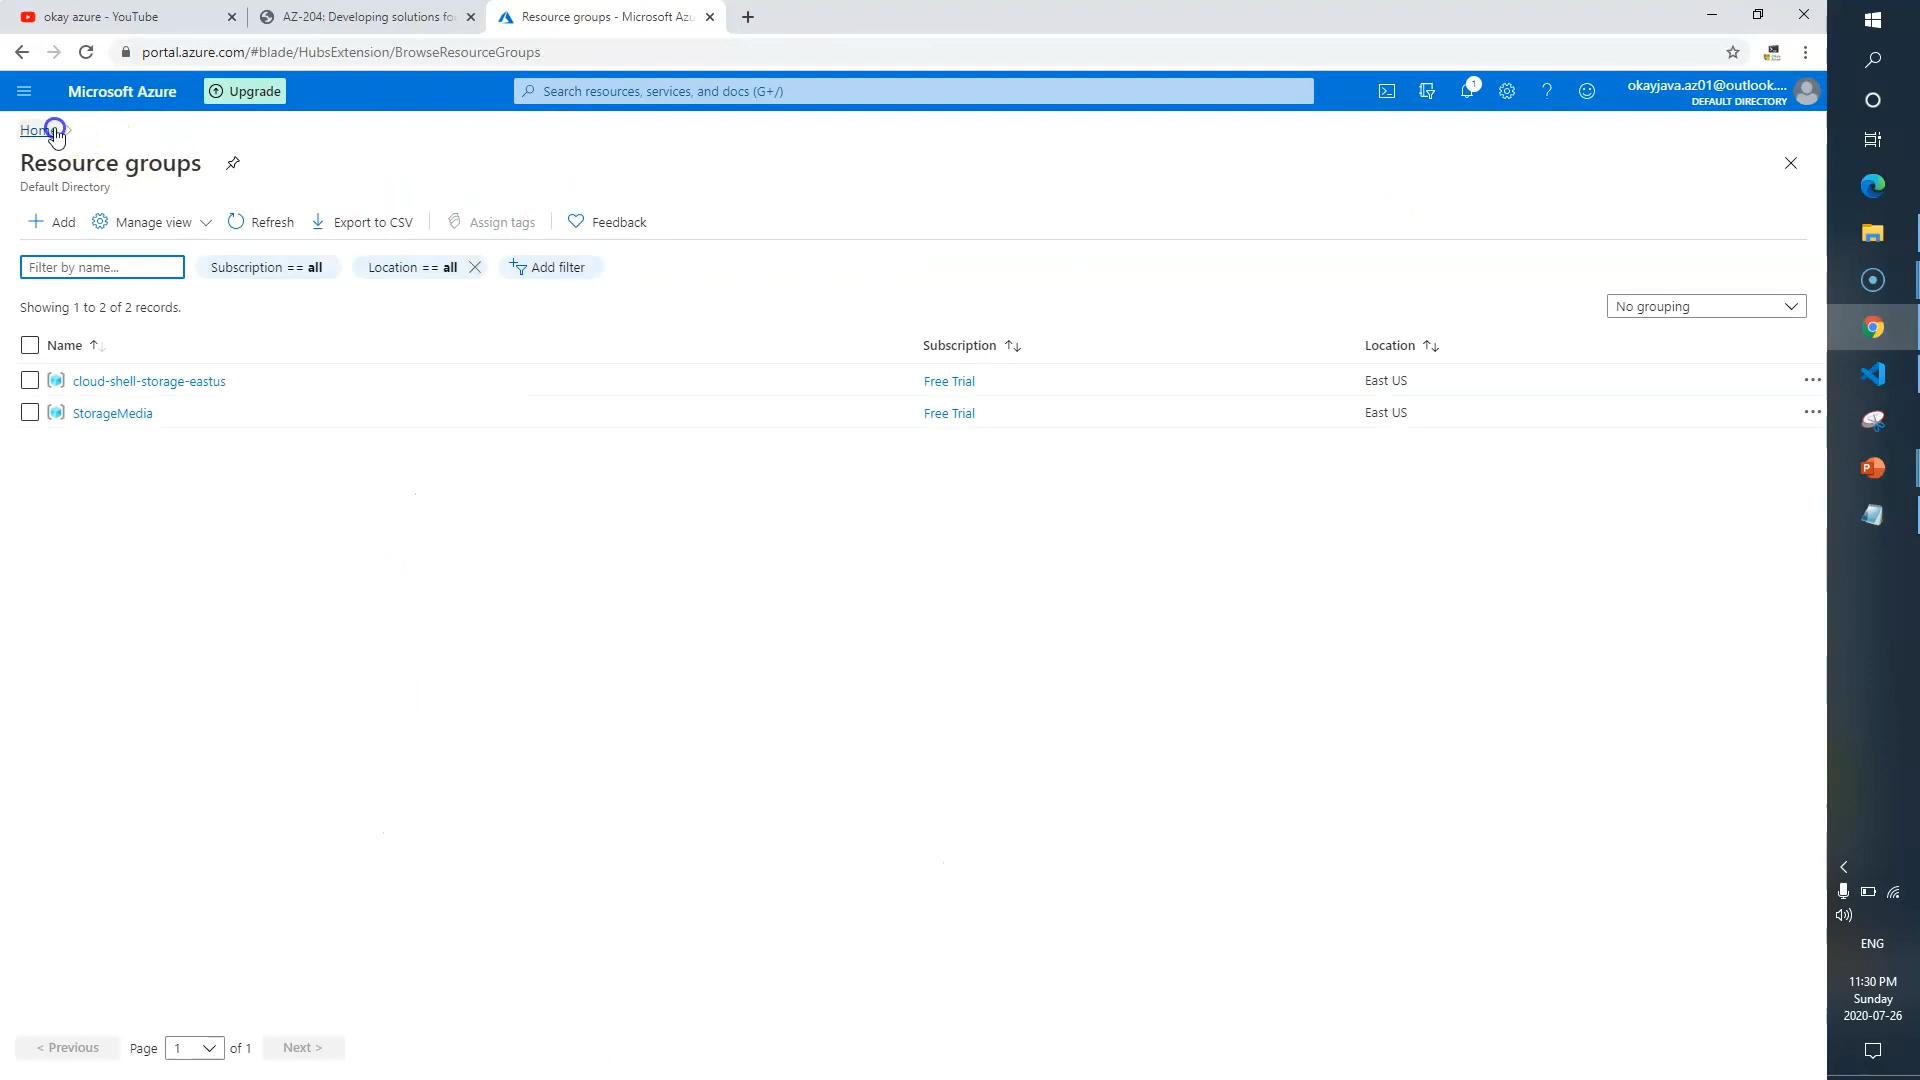 okay azure - YouTube
AZ-204: Developing solutions fo
Resource groups - Microsoft Azu
portal.azure.com/#blade/HubsExtension/BrowseResourceGroups
Microsoft Azure
Upgrade
Search resources, services, and docs (G+/)
1
okayjava.az01@outlook....
DEFAULT DIRECTORY
Home
Resource groups
Default Directory
Add
Manage view
Refresh
Export to CSV
Assign tags
Feedback
Filter by name...
Subscription == all
Location == all
Add filter
Showing 1 to 2 of 2 records.
No grouping
Name
Subscription
Location
cloud-shell-storage-eastus
Free Trial
East US
StorageMedia
Free Trial
East US
< Previous
Page 1 of 1
Next >
ENG
11:30 PM
Sunday
2020-07-26